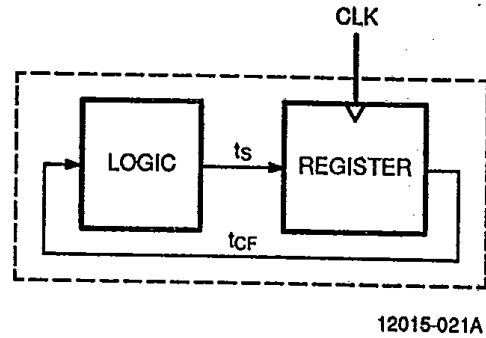 CLK
LOGIC
tS
REGISTER
tCF
12015-021A